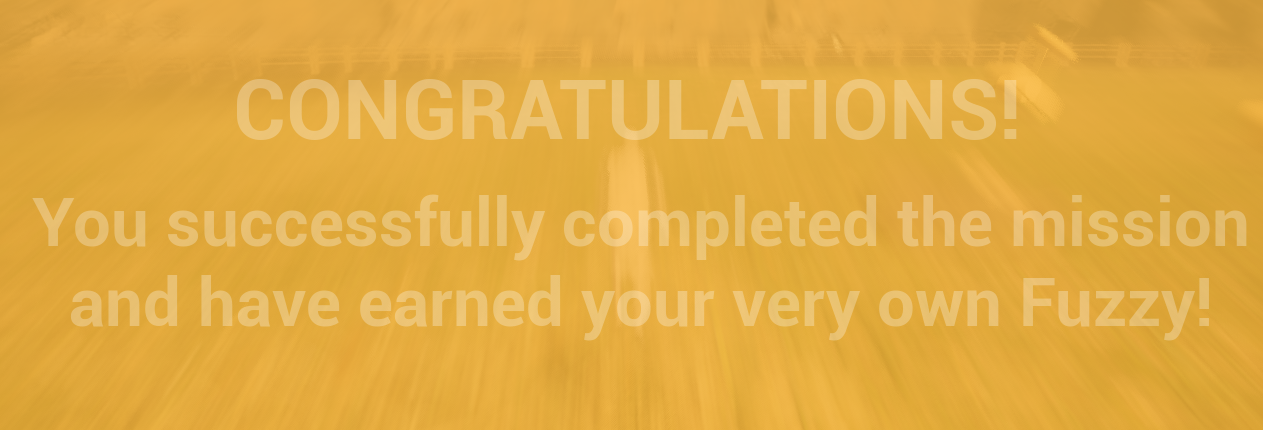 CONGRATULATIONS!
You successfully completed the mission
and have earned your very own Fuzzy!